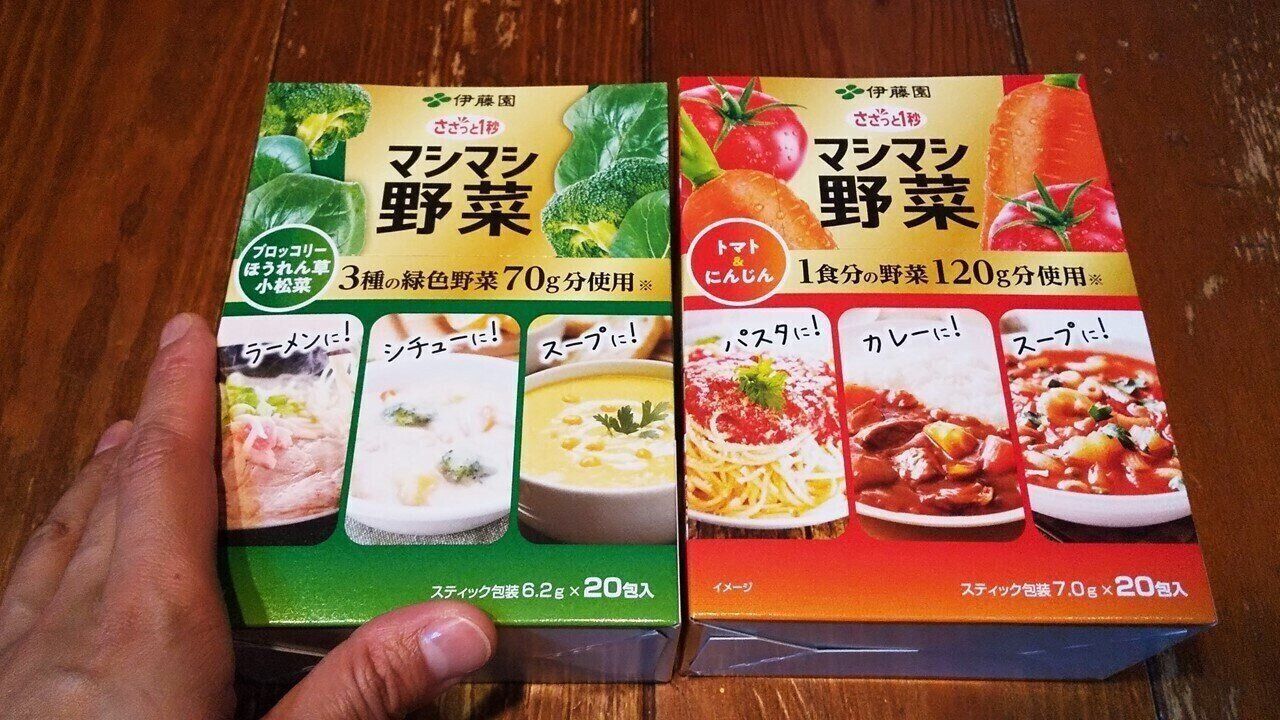 伊藤園
ささっと1秒
マシマシ
野菜
ブロッコリー
ほうれん草
小松菜
3種の緑色野菜70g分使用※
ラーメンに!
シチューに!
スープに!
スティック包装6.2g×20包入
伊藤園
ささっと1秒
マシマシ
野菜
トマト
&
にんじん
1食分の野菜120g分使用※
パスタに!
カレーに!
スープに!
イメージ
スティック包装7.0g×20包入